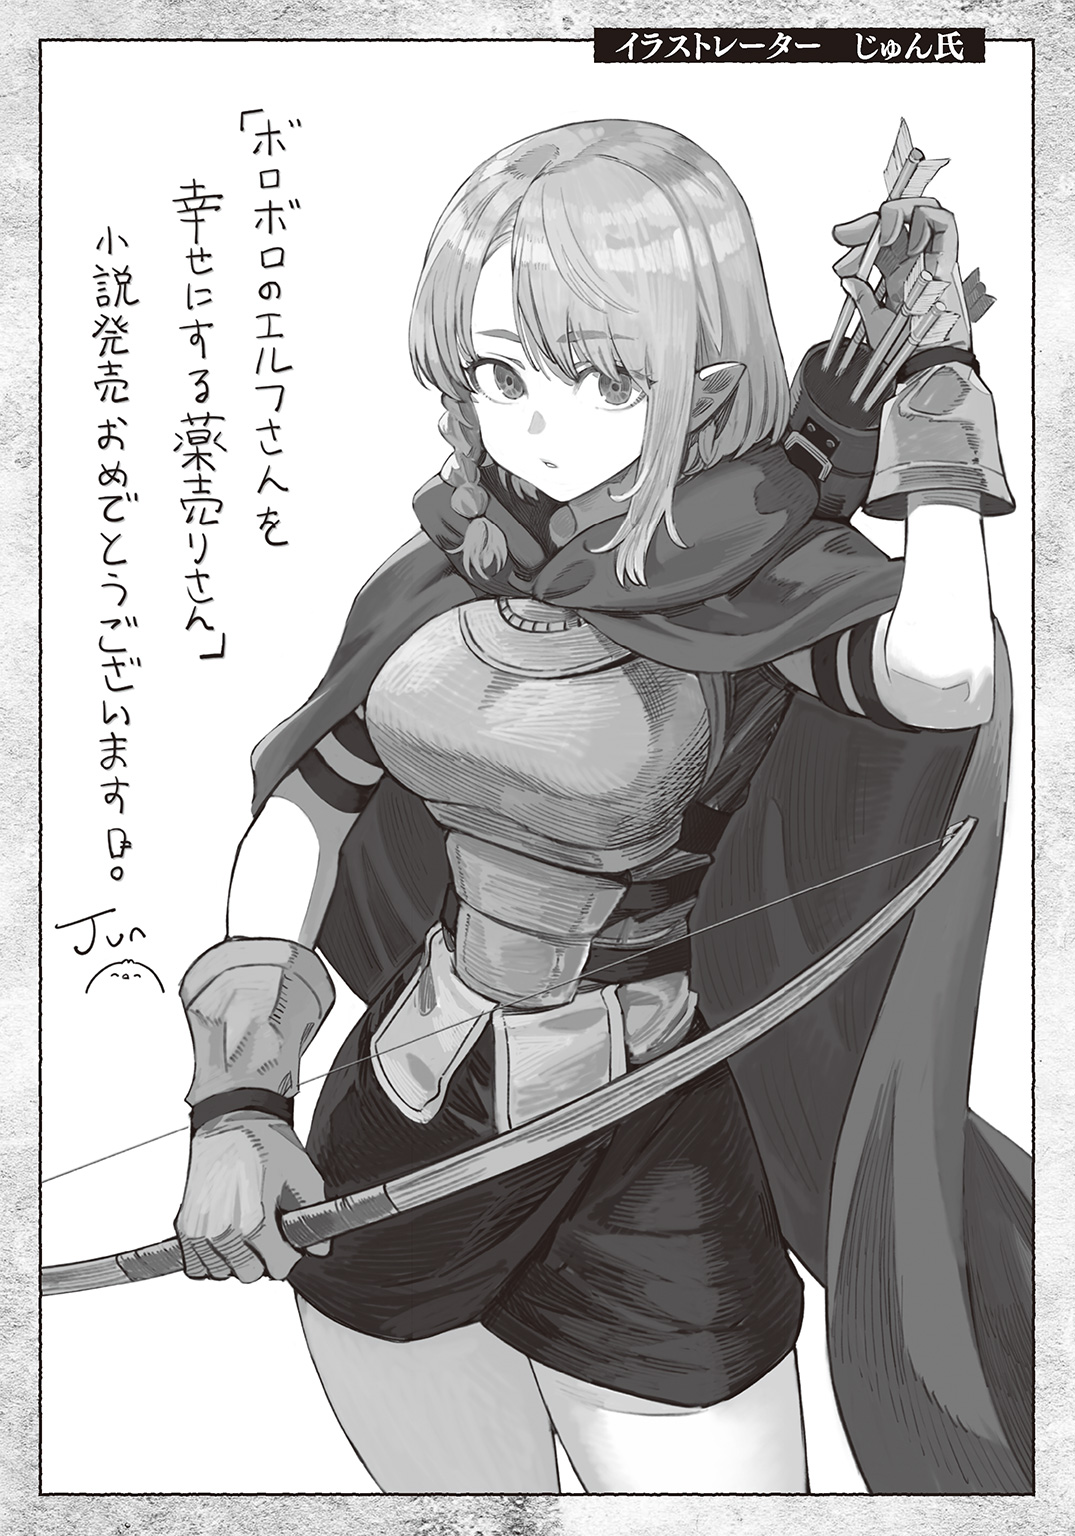 イラストレーター　じゅん氏
「ボロボロのエルフさんを
幸せにする薬売りさん」
小説発売おめでとうございます。
Jun